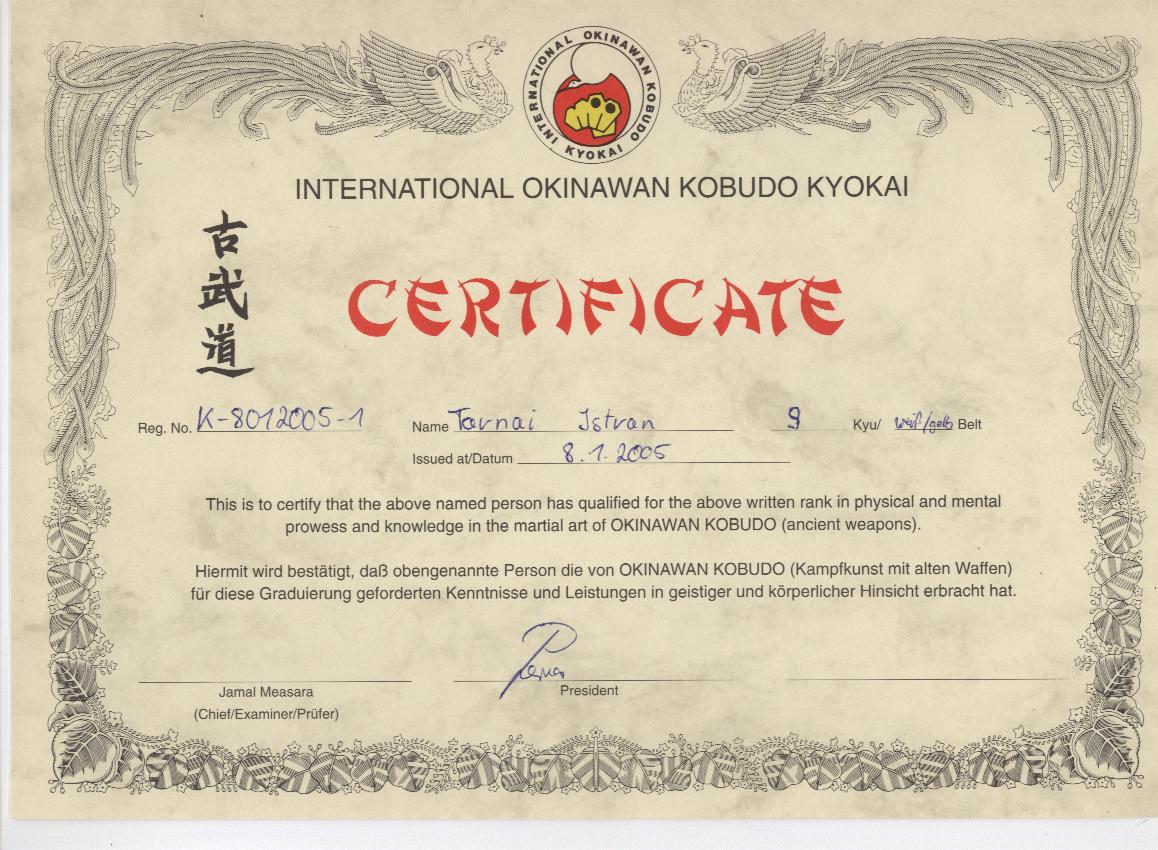 INTERNATIONAL OKINAWAN KOBUDO KYOKAI
INTERNATIONAL OKINAWAN KOBUDO KYOKAI
古武道
CERTIFICATE
Reg. No. K-8012005-1 Name Tarnai Istvan 9 Kyu/ weiß/gelb Belt
Issued at/Datum 8.1.2005
This is to certify that the above named person has qualified for the above written rank in physical and mental
prowess and knowledge in the martial art of OKINAWAN KOBUDO (ancient weapons).
Hiermit wird bestätigt, daß obengenannte Person die von OKINAWAN KOBUDO (Kampfkunst mit alten Waffen)
für diese Graduierung geforderten Kenntnisse und Leistungen in geistiger und körperlicher Hinsicht erbracht hat.
Jamal Measara
(Chief/Examiner/Prüfer)
President